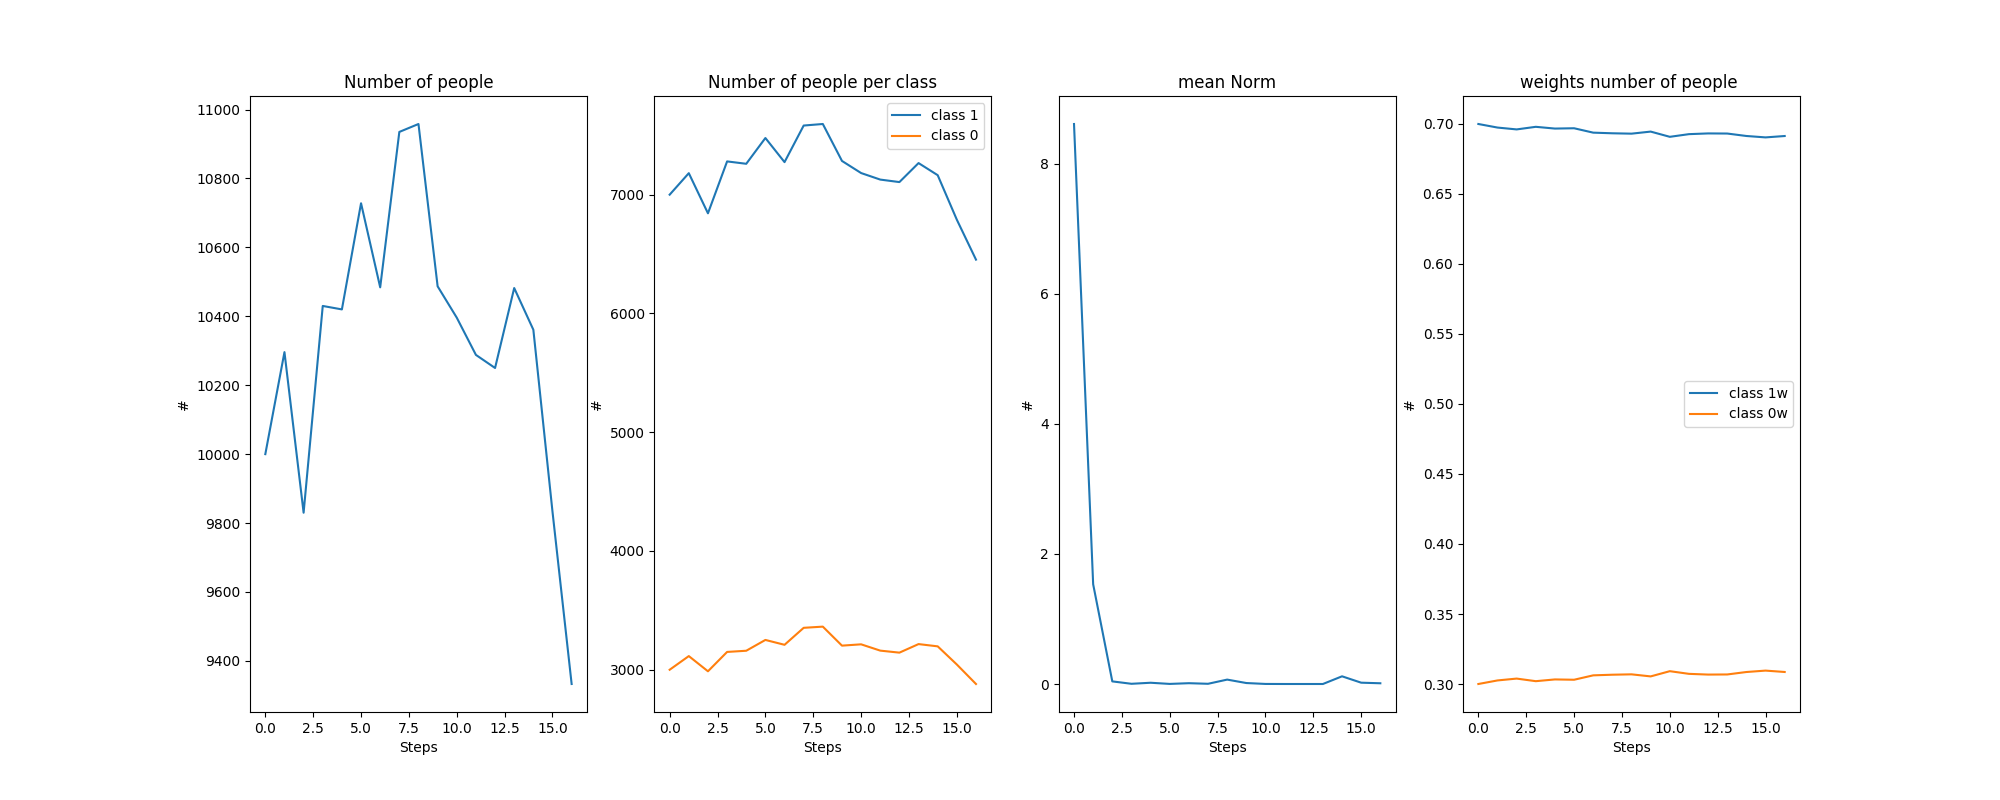 Number of people
11000
10800
10600
10400
10200
10000
9800
9600
9400
#
0.0 2.5 5.0 7.5 10.0 12.5 15.0
Steps
Number of people per class
class 1
class 0
7000
6000
5000
4000
3000
#
0.0 2.5 5.0 7.5 10.0 12.5 15.0
Steps
mean Norm
8
6
4
2
0
#
0.0 2.5 5.0 7.5 10.0 12.5 15.0
Steps
weights number of people
0.70
0.65
0.60
0.55
0.50
0.45
0.40
0.35
0.30
#
class 1w
class 0w
0.0 2.5 5.0 7.5 10.0 12.5 15.0
Steps